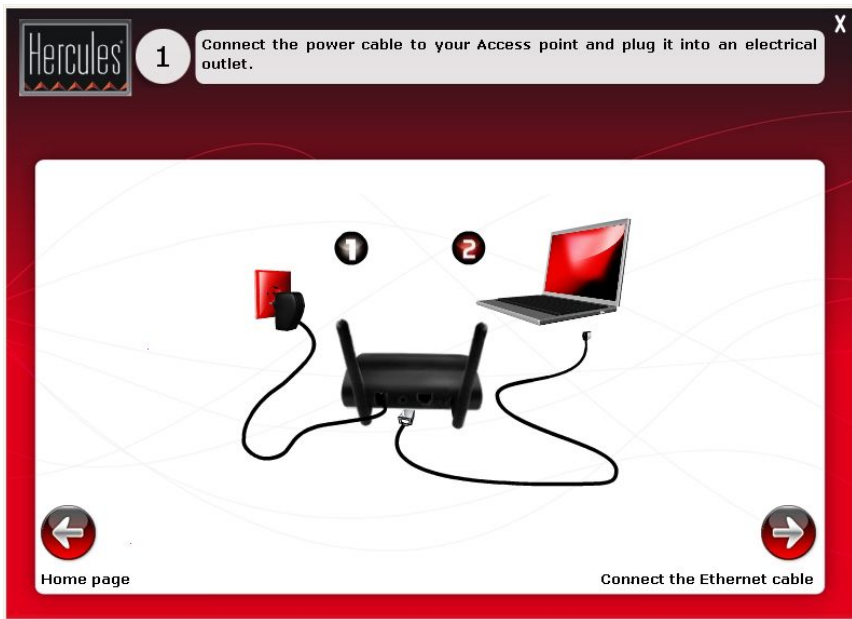 X
Hercules
1
Connect the power cable to your Access point and plug it into an electrical
outlet.
1
2
Home page
Connect the Ethernet cable